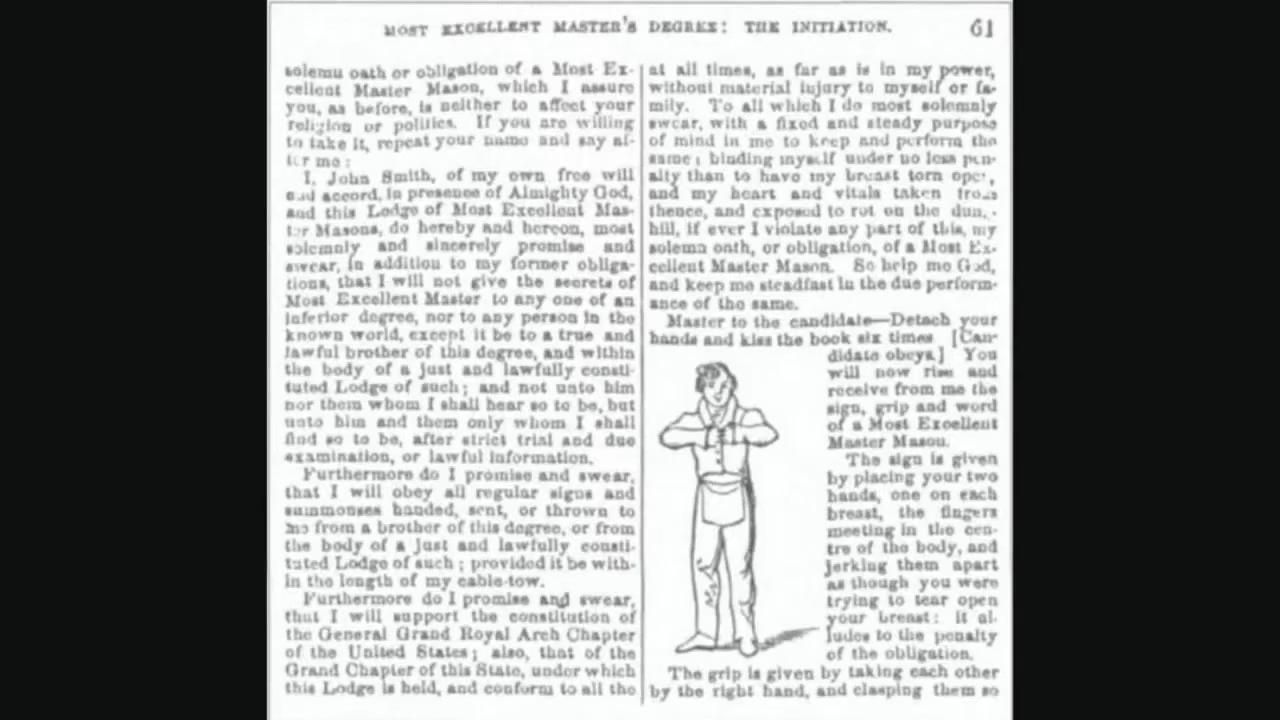 MOST EXCELLENT MASTER'S DEGREE: THE INITIATION. 61
solemn oath or obligation of a Most Ex-
cellent Master Mason, which I assure
you, as before, is neither to affect your
religion or politics. If you are willing
to take it, repeat your name and say af-
ter me:
I, John Smith, of my own free will
and accord, in presence of Almighty God,
and this Lodge of Most Excellent Mas-
ter Masons, do hereby and hereon, most
solemnly and sincerely promise and
swear, in addition to my former obliga-
tions, that I will not give the secrets of
Most Excellent Master to any one of an
inferior degree, nor to any person in the
known world, except it be to a true and
lawful brother of this degree, and within
the body of a just and lawfully consti-
tuted Lodge of such; and not unto him
nor them whom I shall hear so to be, but
unto him and them only whom I shall
find so to be, after strict trial and due
examination, or lawful information.
Furthermore do I promise and swear,
that I will obey all regular signs and
summonses handed, sent, or thrown to
me from a brother of this degree, or from
the body of a just and lawfully consti-
tuted Lodge of such; provided it be with-
in the length of my cable-tow.
Furthermore do I promise and swear,
that I will support the constitution of
the General Grand Royal Arch Chapter
of the United States; also, that of the
Grand Chapter of this State, under which
this Lodge is held, and conform to all the
at all times, as far as is in my power,
without material injury to myself or fa-
mily. To all which I do most solemnly
swear, with a fixed and steady purpose
of mind in me to keep and perform the
same; binding myself under no less pen-
alty than to have my breast torn open,
and my heart and vitals taken from
thence, and exposed to rot on the dung-
hill, if ever I violate any part of this, my
solemn oath, or obligation, of a Most Ex-
cellent Master Mason. So help me God,
and keep me steadfast in the due perform-
ance of the same.
Master to the candidate—Detach your
hands and kiss the book six times [Can-
didate obeys.] You
will now rise and
receive from me the
sign, grip and word
of a Most Excellent
Master Mason.
The sign is given
by placing your two
hands, one on each
breast, the fingers
meeting in the cen-
tre of the body, and
jerking them apart
as though you were
trying to tear open
your breast: it al-
ludes to the penalty
of the obligation.
The grip is given by taking each other
by the right hand, and clasping them so